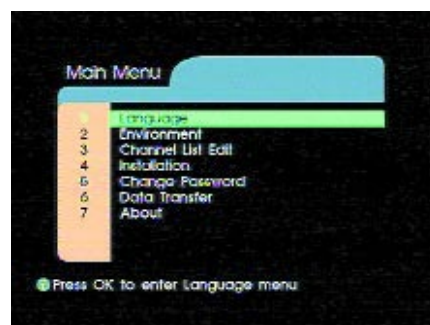 Main Menu
1 Language
2 Environment
3 Channel List Edit
4 Installation
5 Change Password
6 Data Transfer
7 About
Press OK to enter Language menu